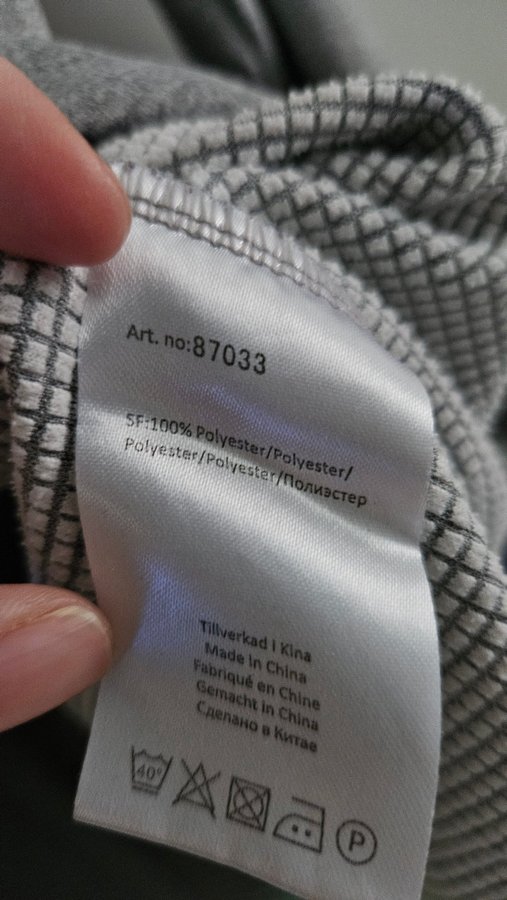 Art. no:87033
SF:100% Polyester/Polyester/
Polyester/Polyester/Полиэстер
Tillverkad I Kina
Made in China
Fabriqué en Chine
Gemacht in China
Сделано в Китае
40° P